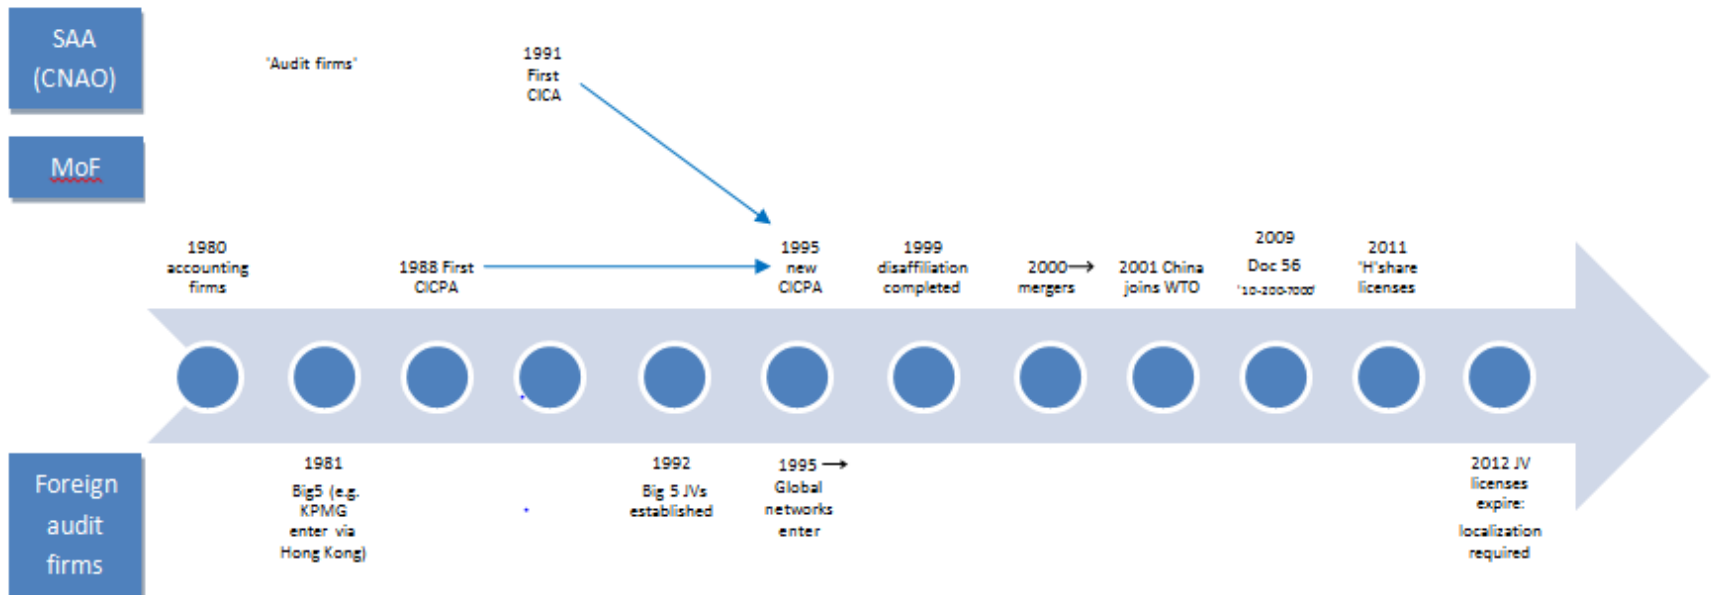 SAA
(CNAO)
'Audit firms'
1991
First
CICA
MoF
1980
accounting
firms
1988 First
CICPA
1995
new
CICPA
1999
disaffiliation
completed
2000→
mergers
2001 China
joins WTO
2009
Doc 56
'10-200-7000'
2011
'H'share
licenses
Foreign
audit
firms
1981
Big5 (e.g.
KPMG
enter via
Hong Kong)
1992
Big 5 JVs
established
1995 →
Global
networks
enter
2012 JV
licenses
expire:
localization
required